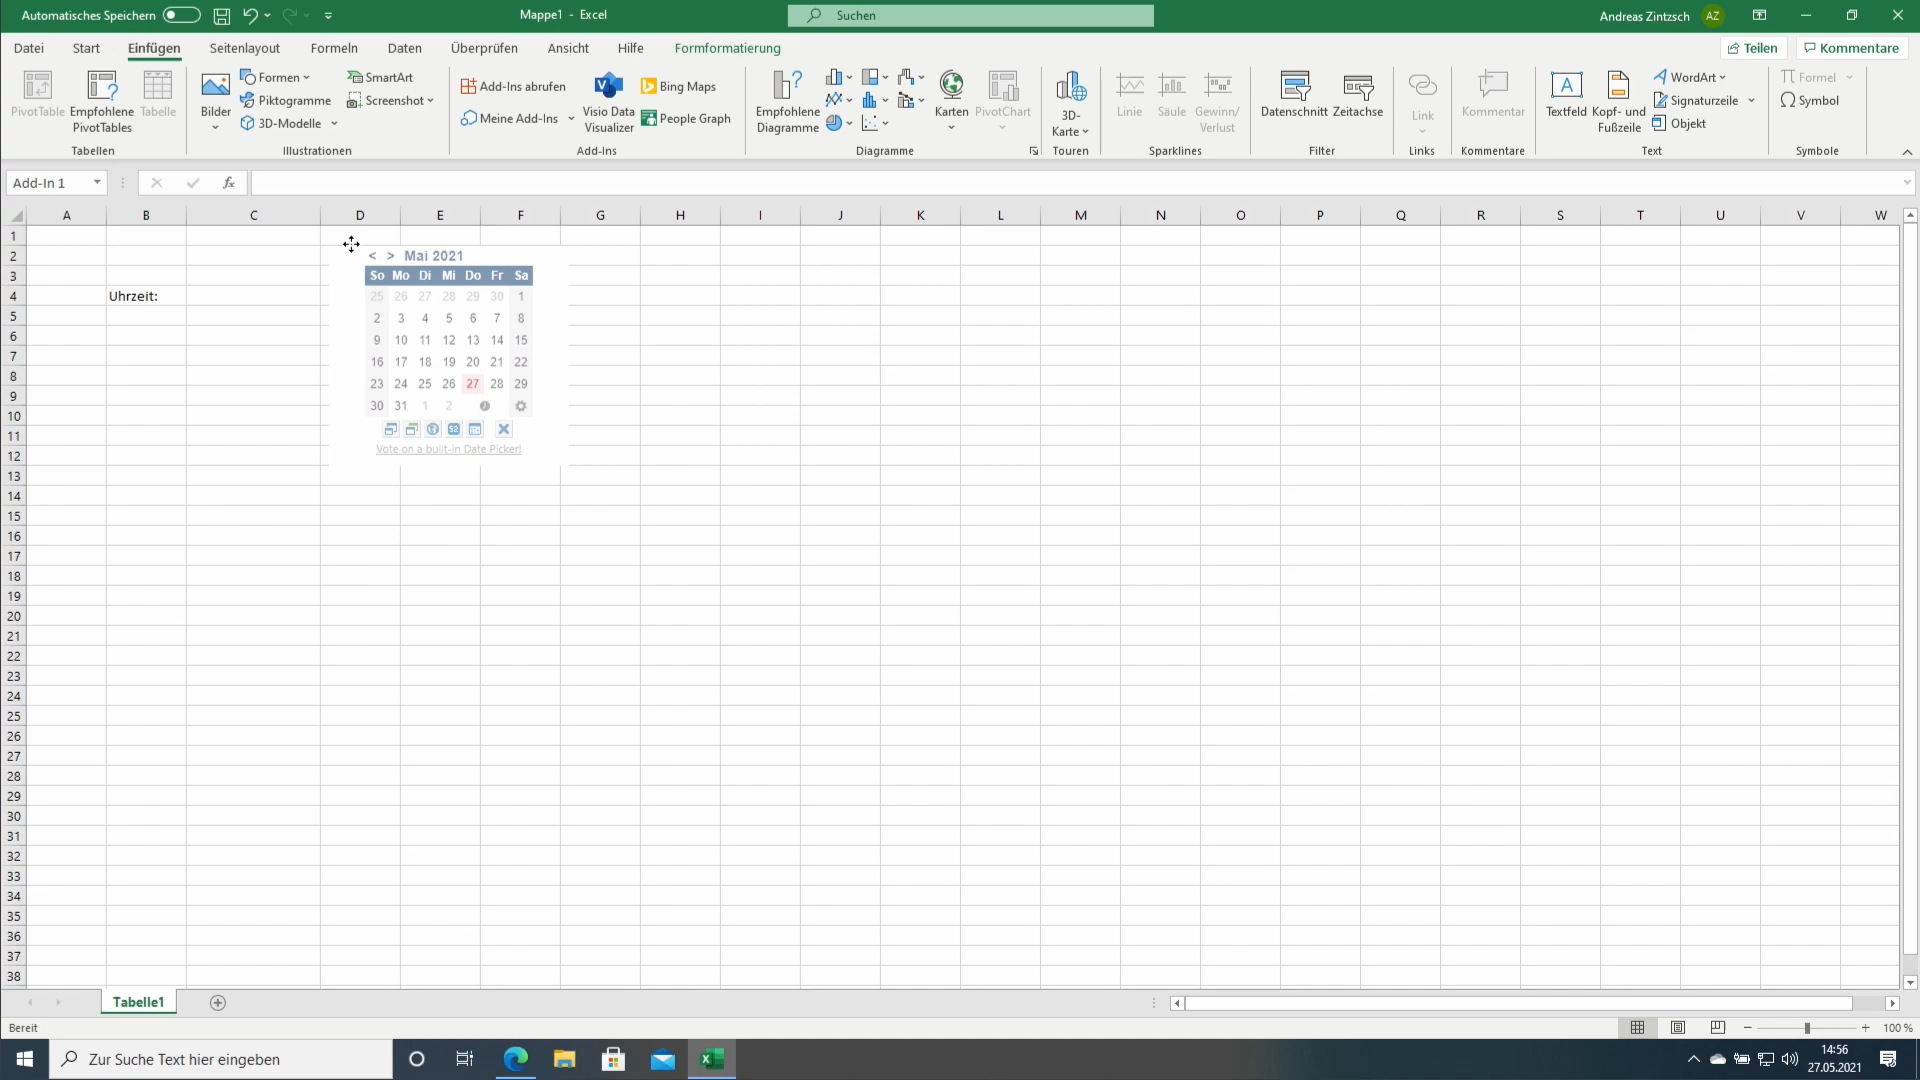 Automatisches Speichern
Mappe1 - Excel
Suchen
Andreas Zintzsch AZ
Datei Start Einfügen Seitenlayout Formeln Daten Überprüfen Ansicht Hilfe Formformatierung
Teilen Kommentare
PivotTable
Empfohlene PivotTables
Tabelle
Tabellen
Bilder
Formen
Piktogramme
3D-Modelle
SmartArt
Screenshot
Illustrationen
Add-Ins abrufen
Meine Add-Ins
Visio Data Visualizer
Bing Maps
People Graph
Add-Ins
Empfohlene Diagramme
Karten
PivotChart
Diagramme
3D-Karte
Touren
Linie
Säule
Gewinn/Verlust
Sparklines
Datenschnitt
Zeitachse
Filter
Link
Links
Kommentar
Kommentare
Textfeld
Kopf- und Fußzeile
WordArt
Signaturzeile
Objekt
Text
Formel
Symbol
Symbole
Add-In 1
fx
A B C D E F G H I J K L M N O P Q R S T U V W
1
2
3
4 Uhrzeit:
5
6
7
8
9
10
11
12
13
14
15
16
17
18
19
20
21
22
23
24
25
26
27
28
29
30
31
32
33
34
35
36
37
38
< > Mai 2021
So Mo Di Mi Do Fr Sa
25 26 27 28 29 30 1
2 3 4 5 6 7 8
9 10 11 12 13 14 15
16 17 18 19 20 21 22
23 24 25 26 27 28 29
30 31 1 2
52
Vote on a built-in Date Picker!
Tabelle1
Bereit
100 %
Zur Suche Text hier eingeben
14:56
27.05.2021